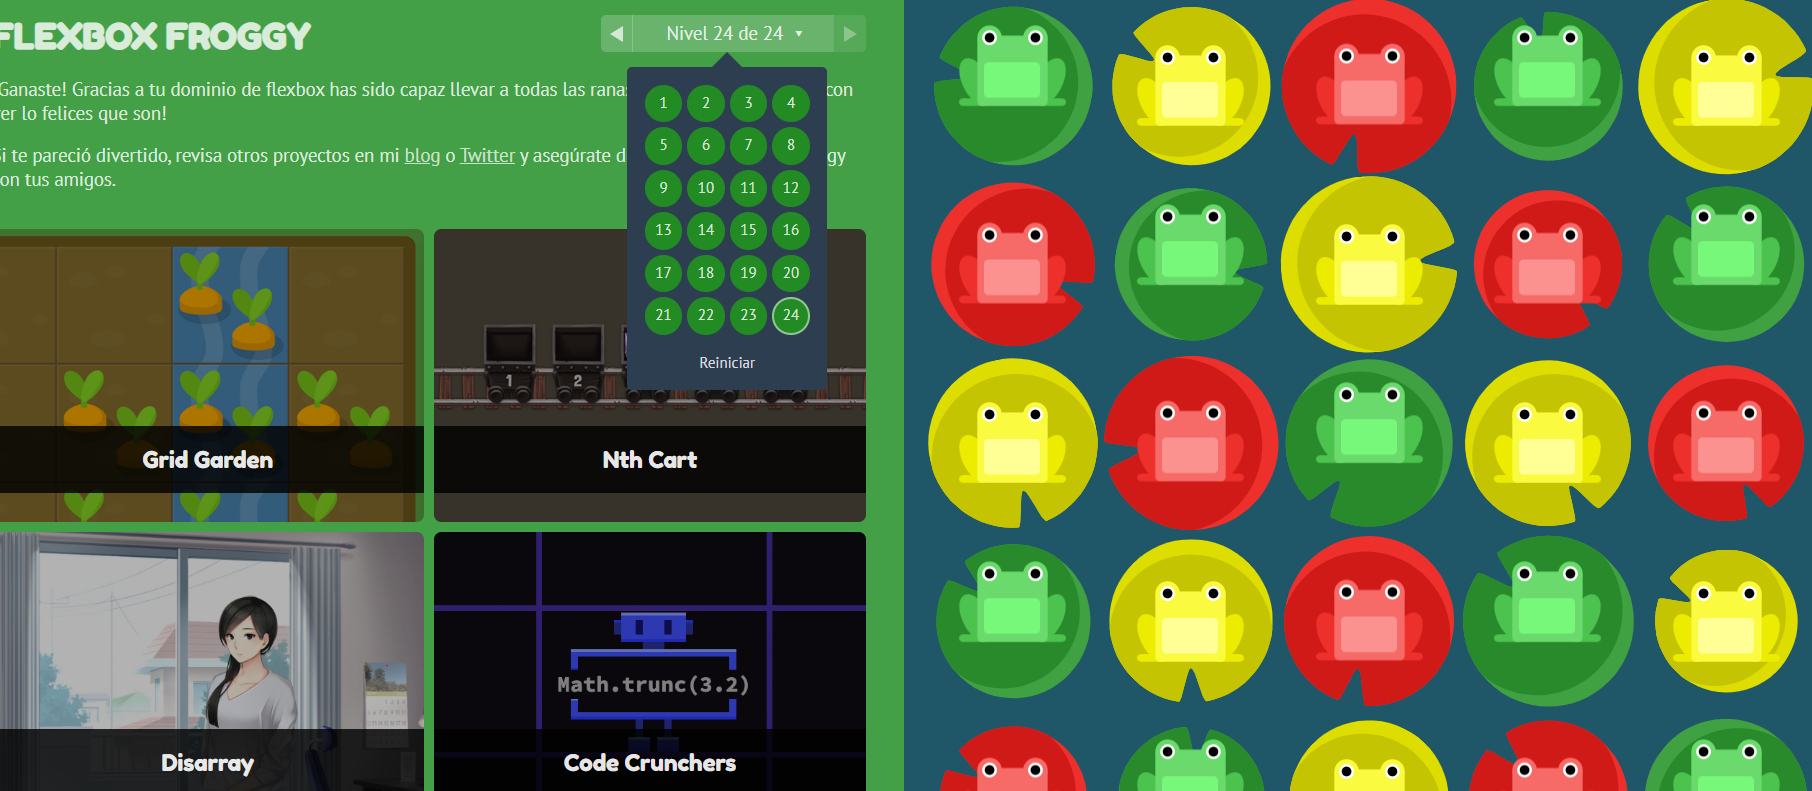 FLEXBOX FROGGY
Nivel 24 de 24
Ganaste! Gracias a tu dominio de flexbox has sido capaz llevar a todas las ranas con
lo felices que son!
te pareció divertido, revisa otros proyectos en mi blog o Twitter y asegúrate
tus amigos.
1 2 3 4
5 6 7 8
9 10 11 12
13 14 15 16
17 18 19 20
21 22 23 24
Reiniciar
1 2
Grid Garden
Nth Cart
Math.trunc(3.2)
Disarray
Code Crunchers